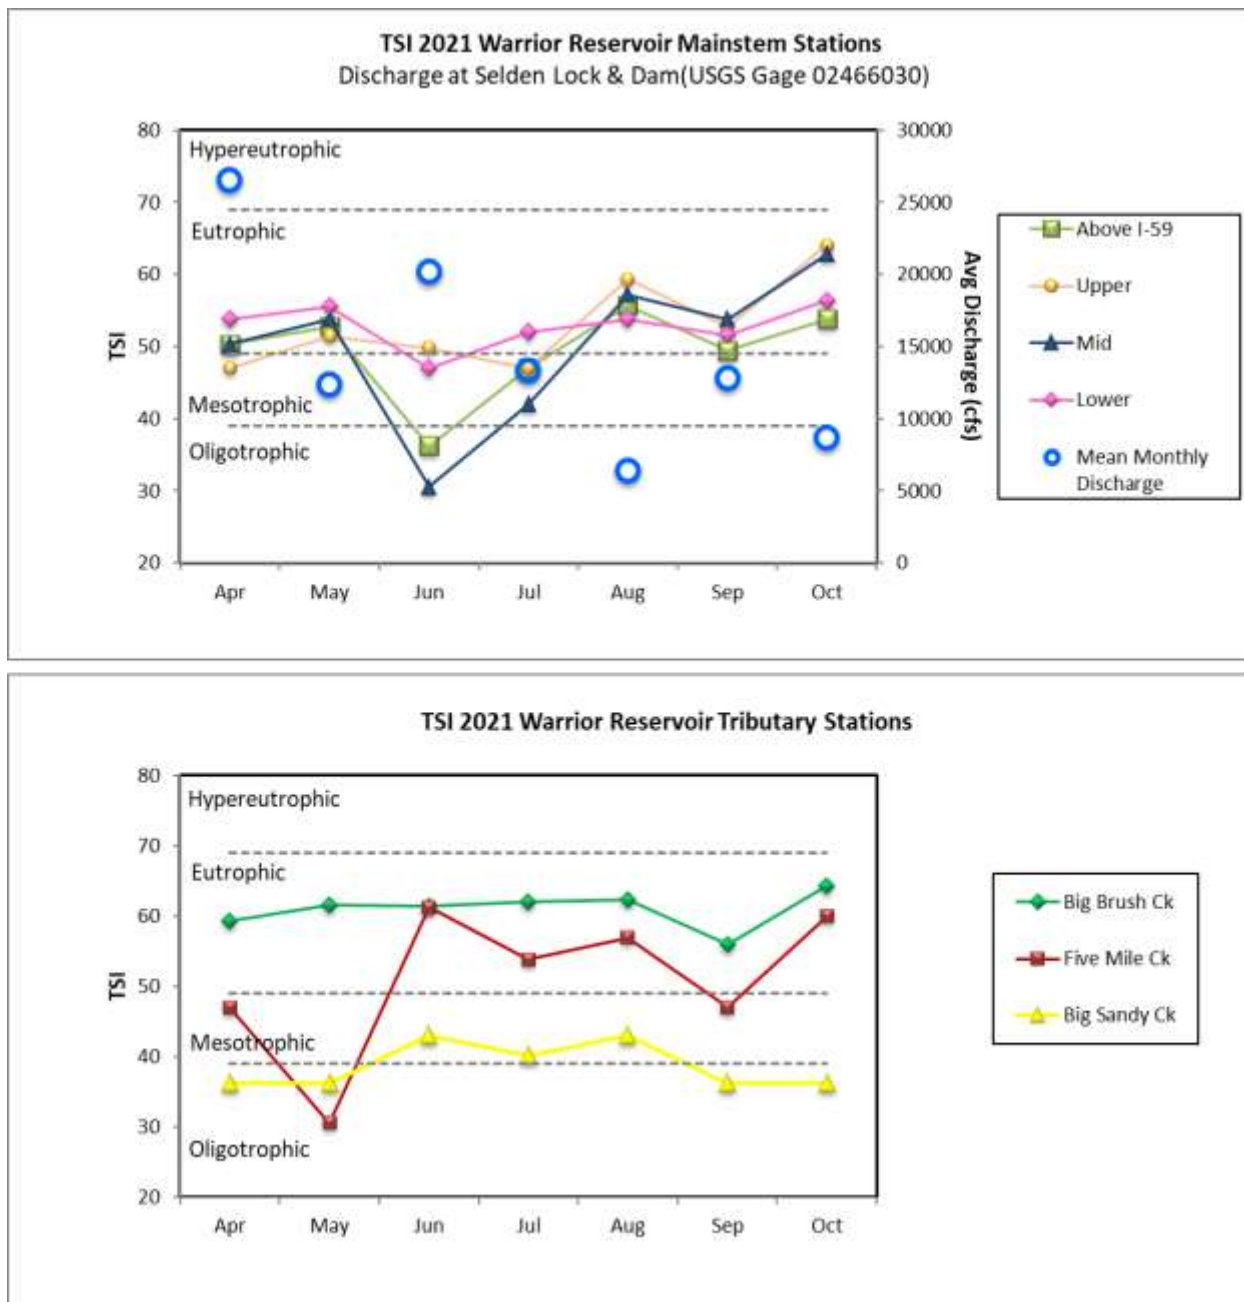 TSI 2021 Warrior Reservoir Mainstem Stations
Discharge at Selden Lock & Dam(USGS Gage 02466030)
80
70
60
50
40
30
20
TSI
Hypereutrophic
Eutrophic
Mesotrophic
Oligotrophic
30000
25000
20000
15000
10000
5000
0
Avg Discharge (cfs)
Apr May Jun Jul Aug Sep Oct
Above I-59
Upper
Mid
Lower
Mean Monthly
Discharge
TSI 2021 Warrior Reservoir Tributary Stations
80
70
60
50
40
30
20
TSI
Hypereutrophic
Eutrophic
Mesotrophic
Oligotrophic
Apr May Jun Jul Aug Sep Oct
Big Brush Ck
Five Mile Ck
Big Sandy Ck